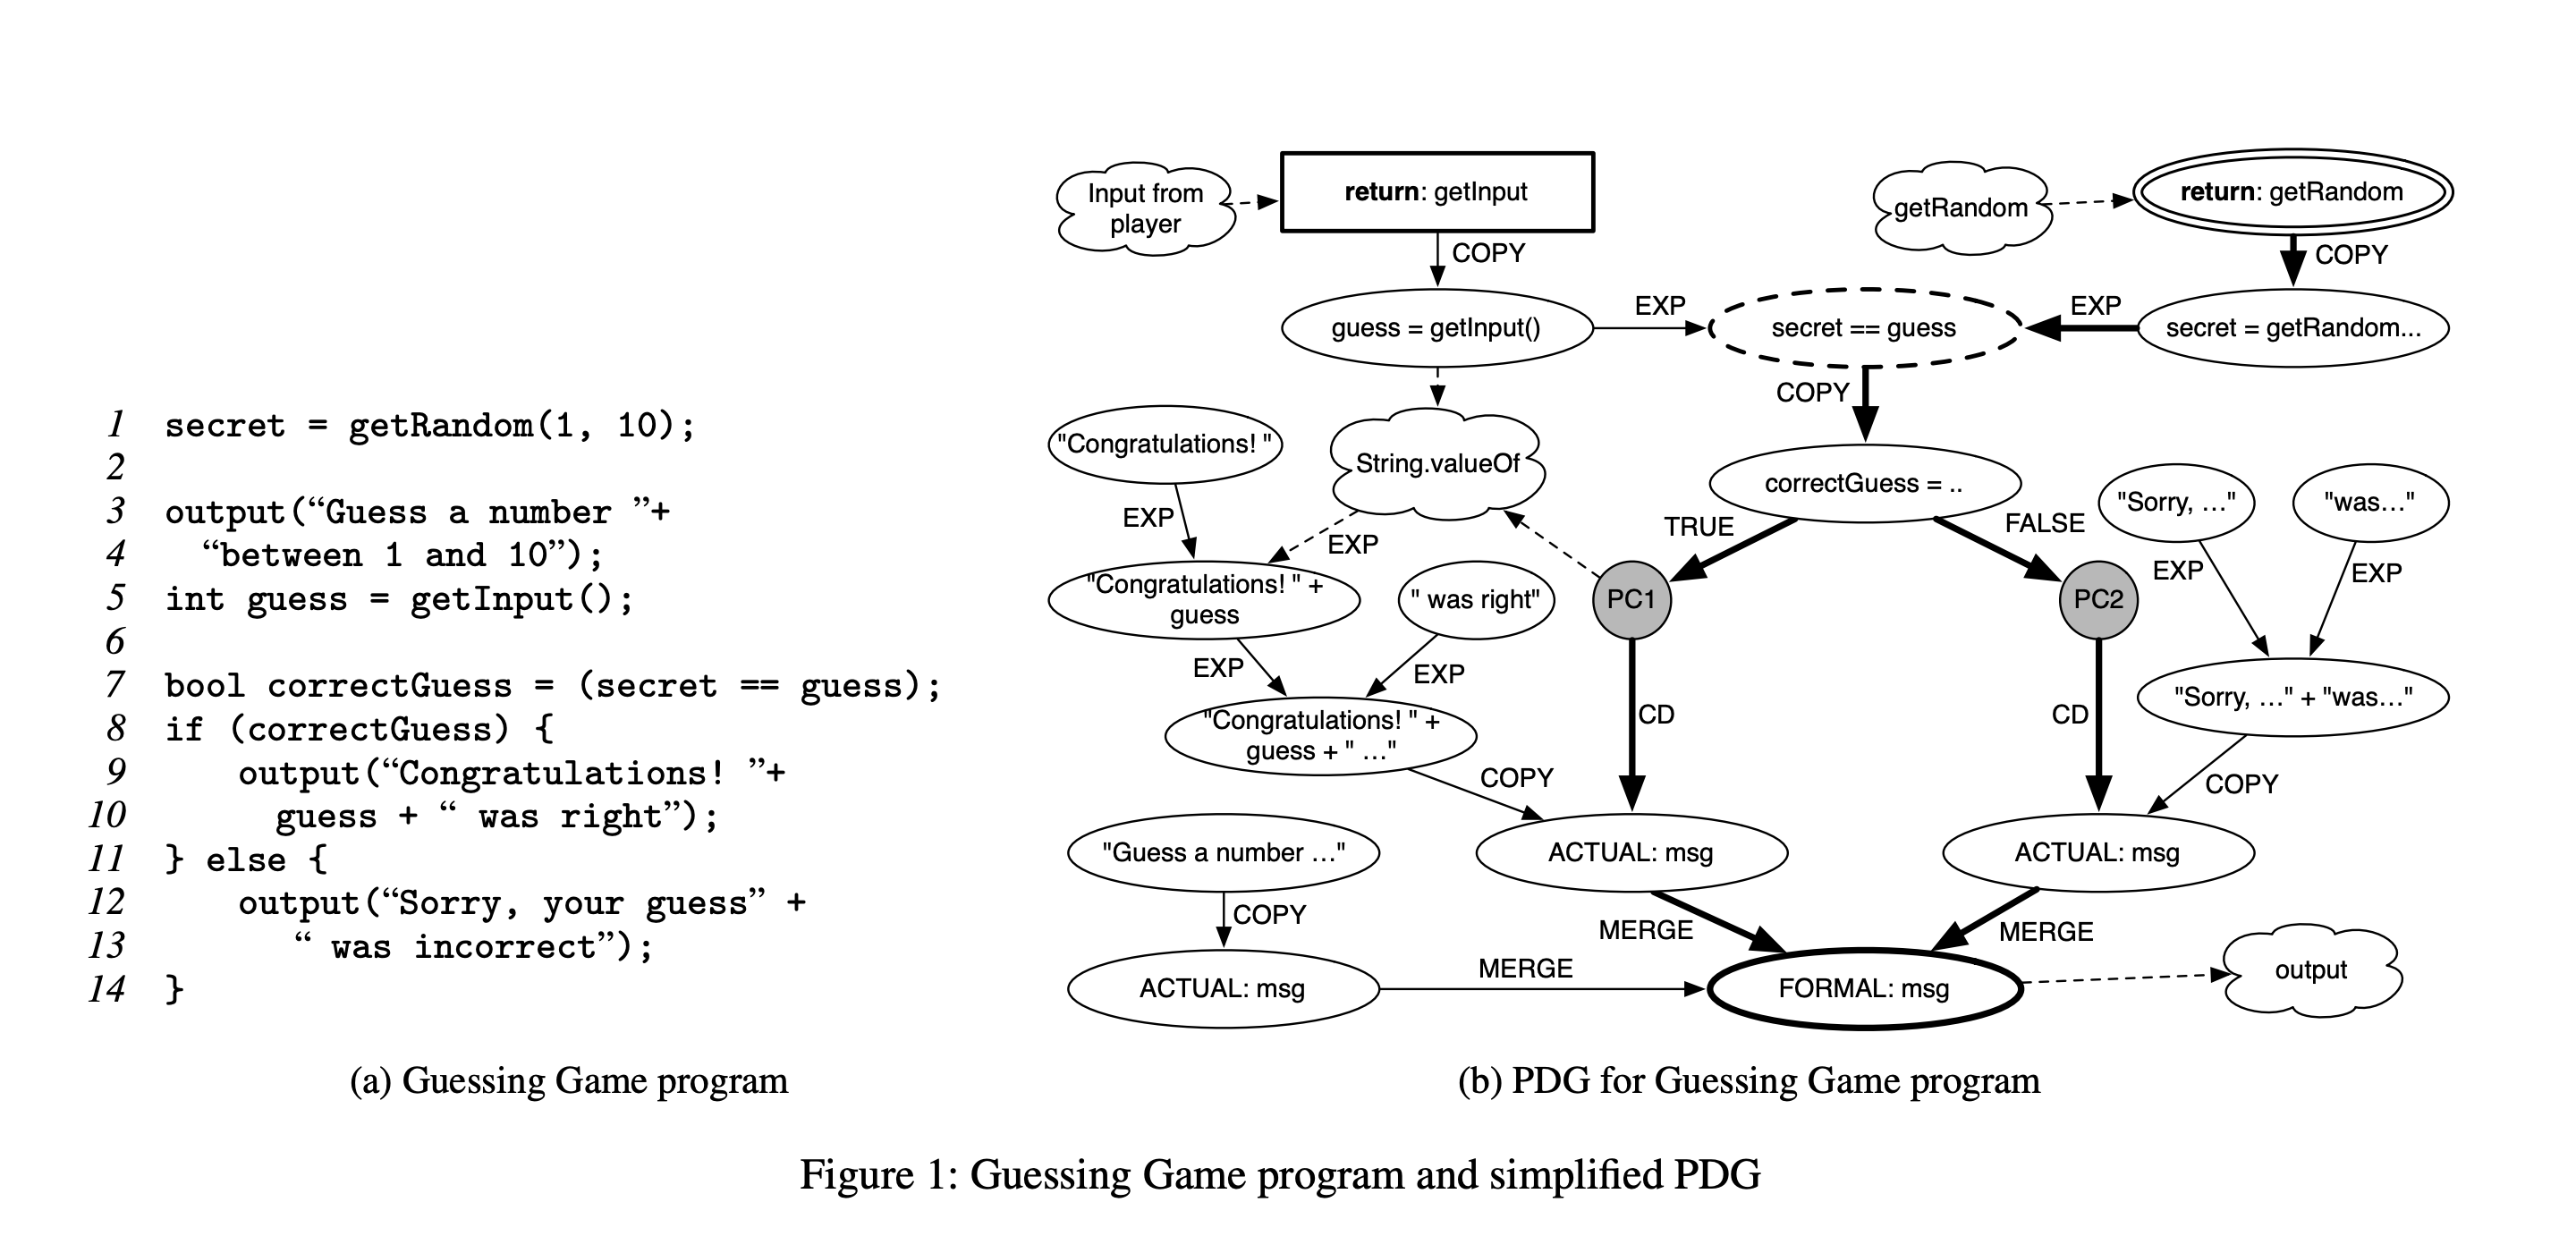 1 secret = getRandom(1, 10);
2
3 output(“Guess a number ”+
4 “between 1 and 10”);
5 int guess = getInput();
6
7 bool correctGuess = (secret == guess);
8 if (correctGuess) {
9 output(“Congratulations! ”+
10 guess + “ was right”);
11 } else {
12 output(“Sorry, your guess” +
13 “ was incorrect”);
14 }
(a) Guessing Game program
Input from
player
return: getInput
getRandom
return: getRandom
COPY
COPY
guess = getInput()
EXP
secret == guess
EXP
secret = getRandom...
COPY
"Congratulations! "
String.valueOf
correctGuess = ..
"Sorry, ..."
"was..."
EXP
EXP
TRUE
FALSE
EXP
EXP
"Congratulations! " +
guess
" was right"
PC1
PC2
EXP
EXP
CD
CD
"Sorry, ..." + "was..."
"Congratulations! " +
guess + " ..."
COPY
COPY
"Guess a number ..."
ACTUAL: msg
ACTUAL: msg
COPY
MERGE
MERGE
ACTUAL: msg
MERGE
FORMAL: msg
output
(b) PDG for Guessing Game program
Figure 1: Guessing Game program and simplified PDG